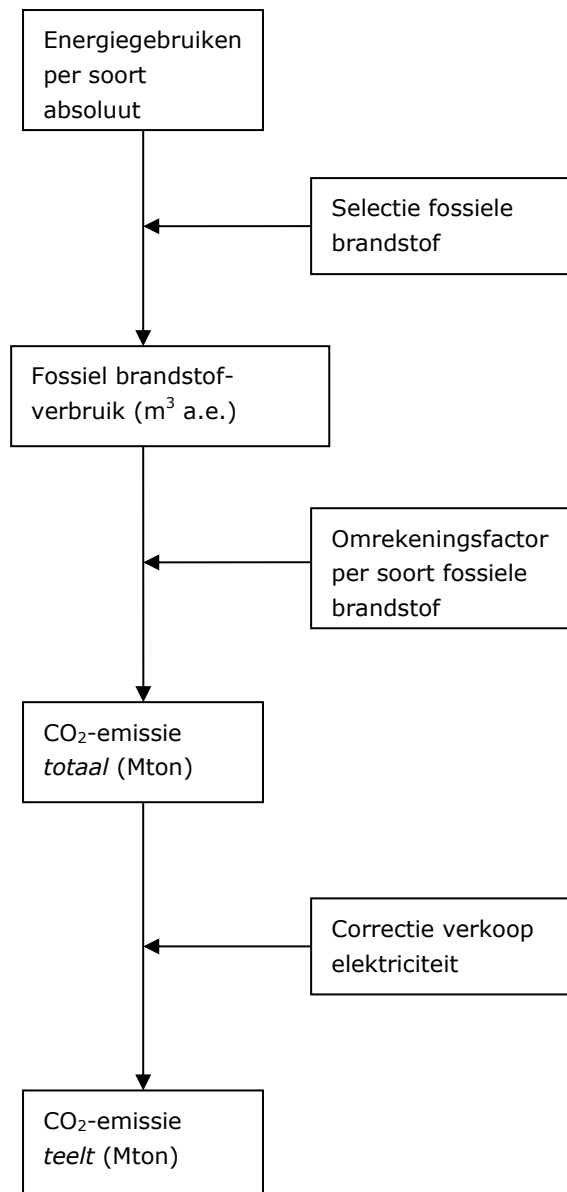 Energiegebruiken
per soort
absoluut
Selectie fossiele
brandstof
Fossiel brandstof-
verbruik (m³ a.e.)
Omrekeningsfactor
per soort fossiele
brandstof
CO₂-emissie
totaal (Mton)
Correctie verkoop
elektriciteit
CO₂-emissie
teelt (Mton)